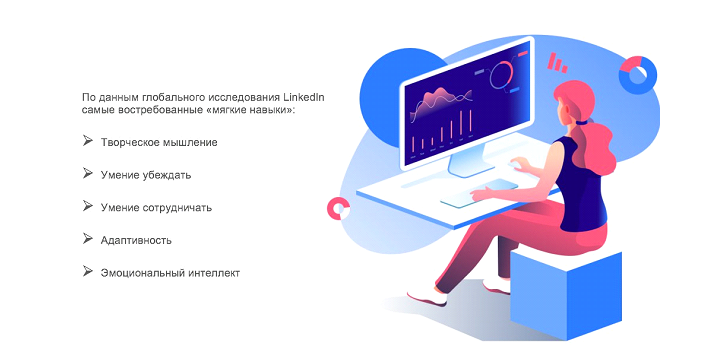 По данным глобального исследования LinkedIn
самые востребованные «мягкие навыки»:
Творческое мышление
Умение убеждать
Умение сотрудничать
Адаптивность
Эмоциональный интеллект